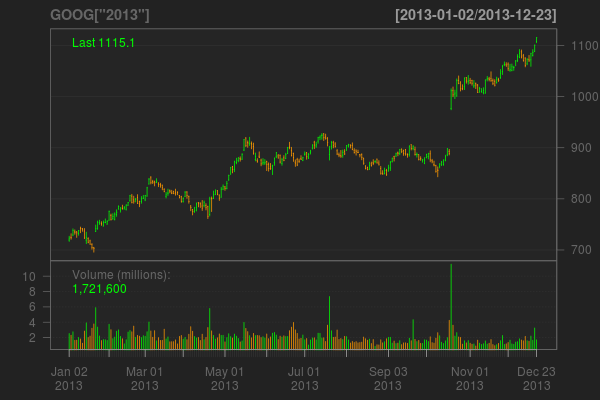 GOOG["2013"] [2013-01-02/2013-12-23]
Last 1115.1
1100
1000
900
800
700
Volume (millions):
1,721,600
10
8
6
4
2
Jan 02 2013
Mar 01 2013
May 01 2013
Jul 01 2013
Sep 03 2013
Nov 01 2013
Dec 23 2013